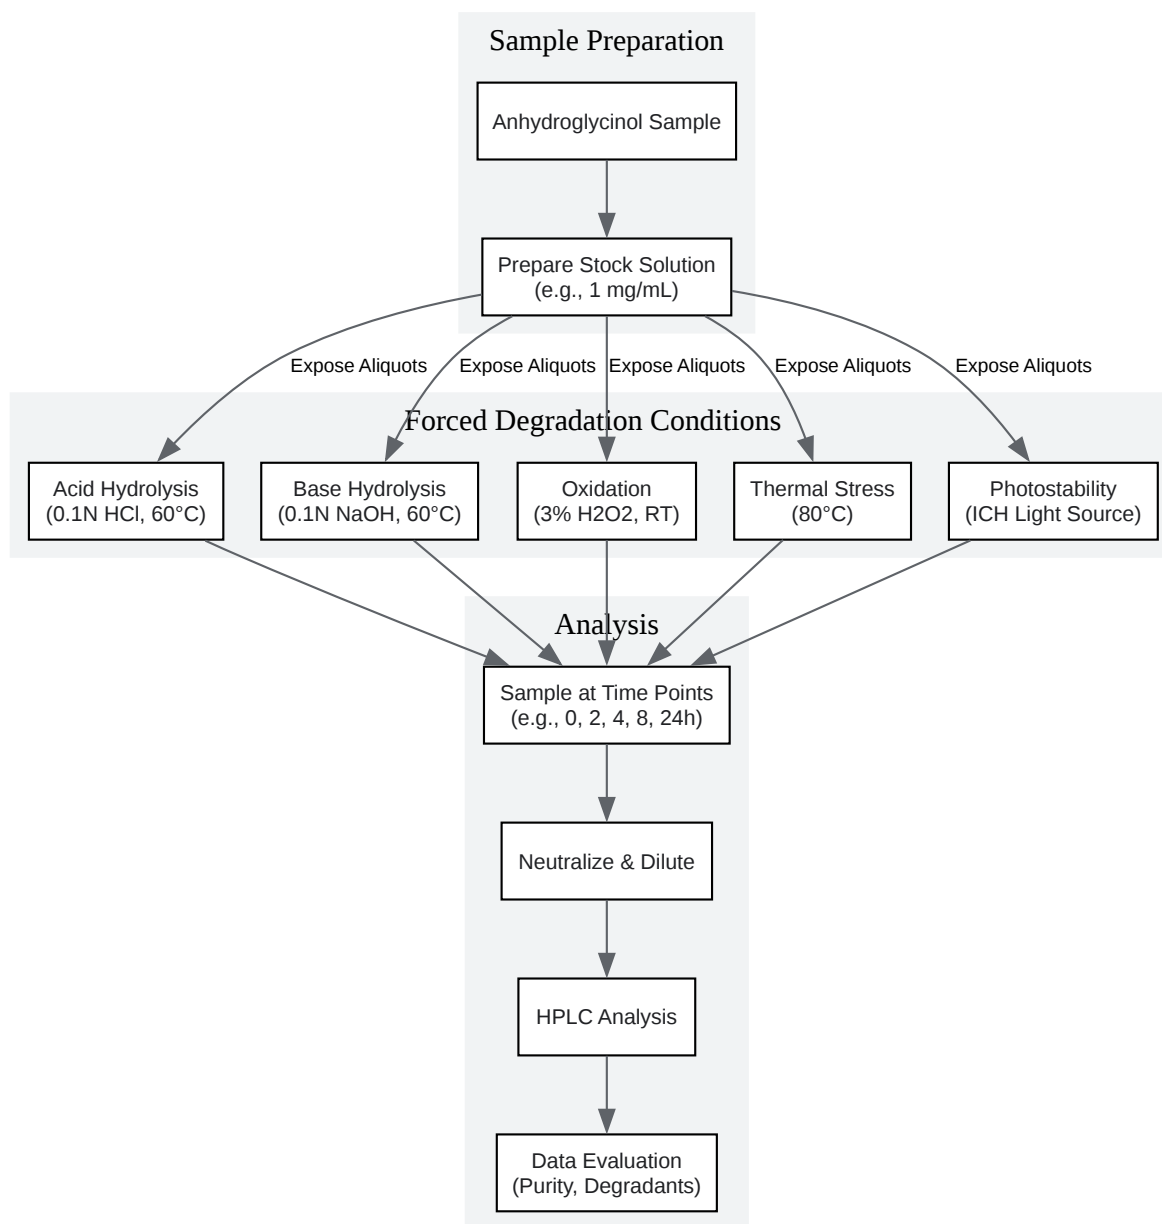 Sample Preparation
Anhydroglycinol Sample
Prepare Stock Solution
(e.g., 1 mg/mL)
Expose Aliquots
Expose Aliquots
Expose Aliquots
Expose Aliquots
Expose Aliquots
Forced Degradation Conditions
Acid Hydrolysis
(0.1N HCl, 60°C)
Base Hydrolysis
(0.1N NaOH, 60°C)
Oxidation
(3% H2O2, RT)
Thermal Stress
(80°C)
Photostability
(ICH Light Source)
Analysis
Sample at Time Points
(e.g., 0, 2, 4, 8, 24h)
Neutralize & Dilute
HPLC Analysis
Data Evaluation
(Purity, Degradants)